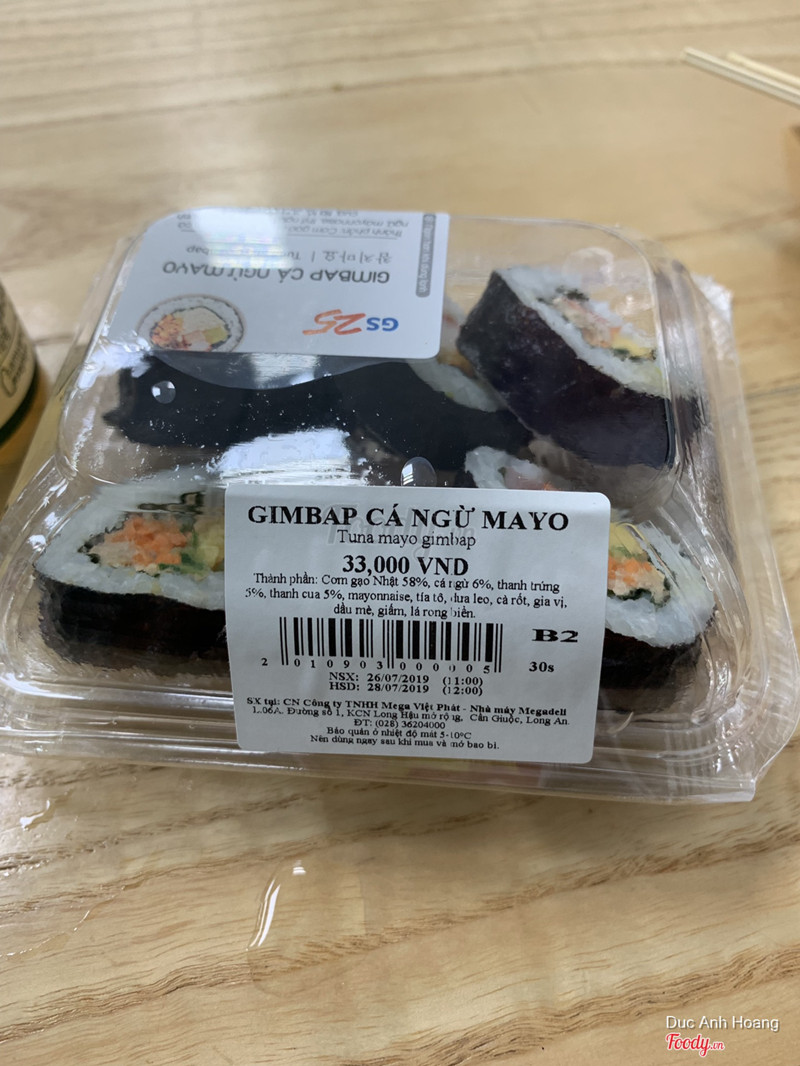 GS25
GIMBAP CÁ NGỪ MAYO
참치마요 |
GIMBAP CÁ NGỪ MAYO
Tuna mayo gimbap
33,000 VND
Thành phần: Cơm gạo Nhật 58%, cá ngừ 6%, thanh trứng
5%, thanh cua 5%, mayonnaise, tía tô, dưa leo, cà rốt, gia vị,
dầu mè, giấm, lá rong biển.
B2
2 010903 000005
30s
NSX: 26/07/2019 (11:00)
HSD: 28/07/2019 (12:00)
SX tại: CN Công ty TNHH Mega Việt Phát - Nhà máy Megadeli
L.06A. Đường số 1, KCN Long Hậu mở rộng, Cần Giuộc, Long An.
ĐT: (028) 36204000
Bảo quản ở nhiệt độ mát 5-10°C
Nên dùng ngay sau khi mua và mở bao bì.
Duc Anh Hoang
Foody.vn